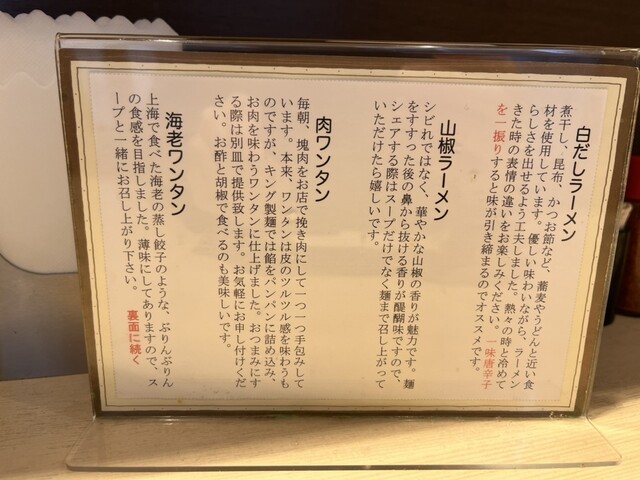 白だしラーメン
煮干し、昆布、かつお節など、蕎麦やうどんと近い食
材を使用しています。優しい味わいながら、ラーメン
らしさを出せるよう工夫しました。熱々の時と冷めて
きた時の表情の違いをお楽しみください。一味唐辛子
を一振りすると味が引き締まるのでオススメです。
山椒ラーメン
シビれではなく、華やかな山椒の香りが魅力です。麺
をすすった後の鼻から抜ける香りが醍醐味ですので、
シェアする際はスープだけでなく麺まで召し上がって
いただけたら嬉しいです。
肉ワンタン
毎朝、塊肉をお店で挽き肉にして一つ一つ手包みして
います。本来、ワンタンは皮のツルツル感を味わうも
のですが、キング製麺では餡をパンパンに詰め込み、
お肉を味わうワンタンに仕上げました。おつまみにす
る際は別皿で提供致します。お気軽にお申し付けくだ
さい。お酢と胡椒で食べるのも美味しいです。
海老ワンタン
上海で食べた海老の蒸し餃子のような、ぷりんぷりん
の食感を目指しました。薄味にしてありますので、ス
ープと一緒にお召し上がり下さい。
裏面に続く